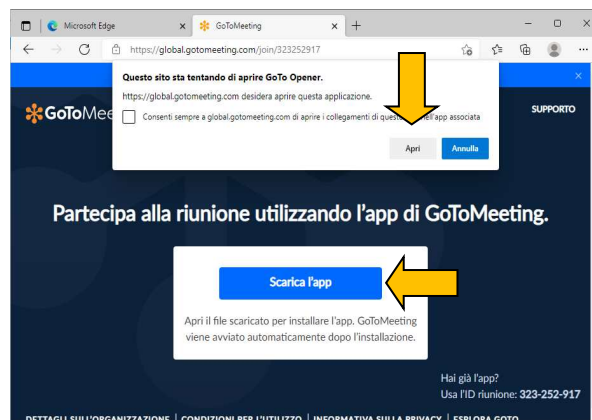 Microsoft Edge
GoToMeeting
https://global.gotomeeting.com/join/323252917
Questo sito sta tentando di aprire GoTo Opener.
https://global.gotomeeting.com desidera aprire questa applicazione.
Consenti sempre a global.gotomeeting.com di aprire i collegamenti di nell'app associata
Apri
Annulla
GoToMee
SUPPORTO
Partecipa alla riunione utilizzando l'app di GoToMeeting.
Scarica l'app
Apri il file scaricato per installare l'app. GoToMeeting
viene avviato automaticamente dopo l'installazione.
Hai già l'app?
Usa l'ID riunione: 323-252-917
DETTAGLI SULL'ORGANIZZAZIONE | CONDIZIONI PER L'UTILIZZO | INFORMATIVA SULLA PRIVACY | ESPLORA GOTO